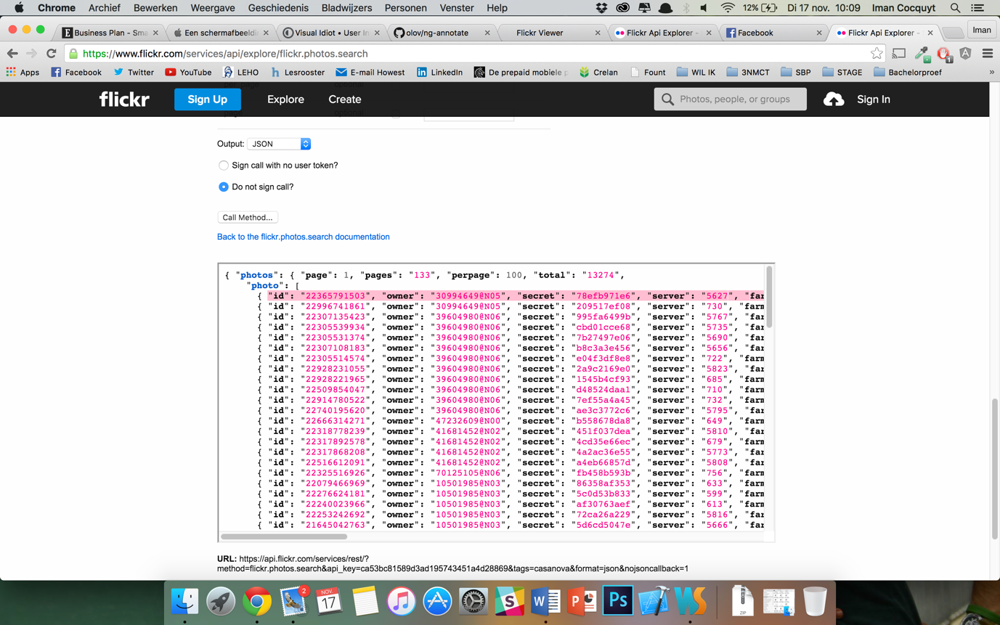 Chrome Archief Bewerken Weergave Geschiedenis Bladwijzers Personen Venster Help 12% Di 17 nov. 10:09 Iman Cocquyt
Business Plan - Sma Een schermafbeeldin Visual Idiot • User In olov/ng-annotate Flickr Viewer Flickr Api Explorer - Facebook Flickr Api Explorer - Iman
https://www.flickr.com/services/api/explore/flickr.photos.search
Apps Facebook Twitter YouTube LEHO Lesrooster E-mail Howest LinkedIn De prepaid mobiele p Crelan Fount WIL IK 3NMCT SBP STAGE Bachelorproef »
flickr Sign Up Explore Create Photos, people, or groups Sign In
Output: JSON
Sign call with no user token?
Do not sign call?
Call Method...
Back to the flickr.photos.search documentation
{ "photos": { "page": 1, "pages": "133", "perpage": 100, "total": "13274",
"photo": [
{ "id": "22365791503", "owner": "30994649@N05", "secret": "78efb971e6", "server": "5627", "far
{ "id": "22996741861", "owner": "30994649@N05", "secret": "209517ef08", "server": "730", "farm
{ "id": "22307135423", "owner": "39604980@N06", "secret": "995fa6499b", "server": "5767", "far
{ "id": "22305539934", "owner": "39604980@N06", "secret": "cbd01cce68", "server": "5735", "far
{ "id": "22305531374", "owner": "39604980@N06", "secret": "7b27497e06", "server": "5690", "far
{ "id": "22307108183", "owner": "39604980@N06", "secret": "b8c3a3e456", "server": "5656", "far
{ "id": "22305514574", "owner": "39604980@N06", "secret": "e04f3df8e8", "server": "722", "farm
{ "id": "22928231055", "owner": "39604980@N06", "secret": "2a9c2169e0", "server": "5823", "far
{ "id": "22928221965", "owner": "39604980@N06", "secret": "1545b4cf93", "server": "685", "farm
{ "id": "22509854047", "owner": "39604980@N06", "secret": "d48524daa1", "server": "710", "farm
{ "id": "22914780522", "owner": "39604980@N06", "secret": "7ef55a4a45", "server": "732", "farm
{ "id": "22740195620", "owner": "39604980@N06", "secret": "ae3c3772c6", "server": "5795", "far
{ "id": "22666314271", "owner": "47232609@N00", "secret": "b558678da8", "server": "649", "farm
{ "id": "22318778239", "owner": "41681452@N02", "secret": "451f037dea", "server": "5810", "far
{ "id": "22317892578", "owner": "41681452@N02", "secret": "4cd35e66ec", "server": "679", "farm
{ "id": "22317868208", "owner": "41681452@N02", "secret": "4a2ac36e55", "server": "5773", "far
{ "id": "22516612091", "owner": "41681452@N02", "secret": "a4eb66857d", "server": "5808", "far
{ "id": "22325516926", "owner": "70125105@N06", "secret": "fb458b593b", "server": "756", "farm
{ "id": "22079466969", "owner": "10501985@N03", "secret": "86358af353", "server": "633", "farm
{ "id": "22276624181", "owner": "10501985@N03", "secret": "5c0d53b833", "server": "599", "farm
{ "id": "22240023966", "owner": "10501985@N03", "secret": "af30763aef", "server": "613", "farm
{ "id": "22253242692", "owner": "10501985@N03", "secret": "72ca26a229", "server": "5816", "far
{ "id": "21645042763", "owner": "10501985@N03", "secret": "5d6cd5047e", "server": "5666", "far
URL: https://api.flickr.com/services/rest/?
method=flickr.photos.search&api_key=ca53bc81589d3ad195743451a4d28869&tags=casanova&format=json&nojsoncallback=1
2 NOV. 17 S W P Ps WS ZIP